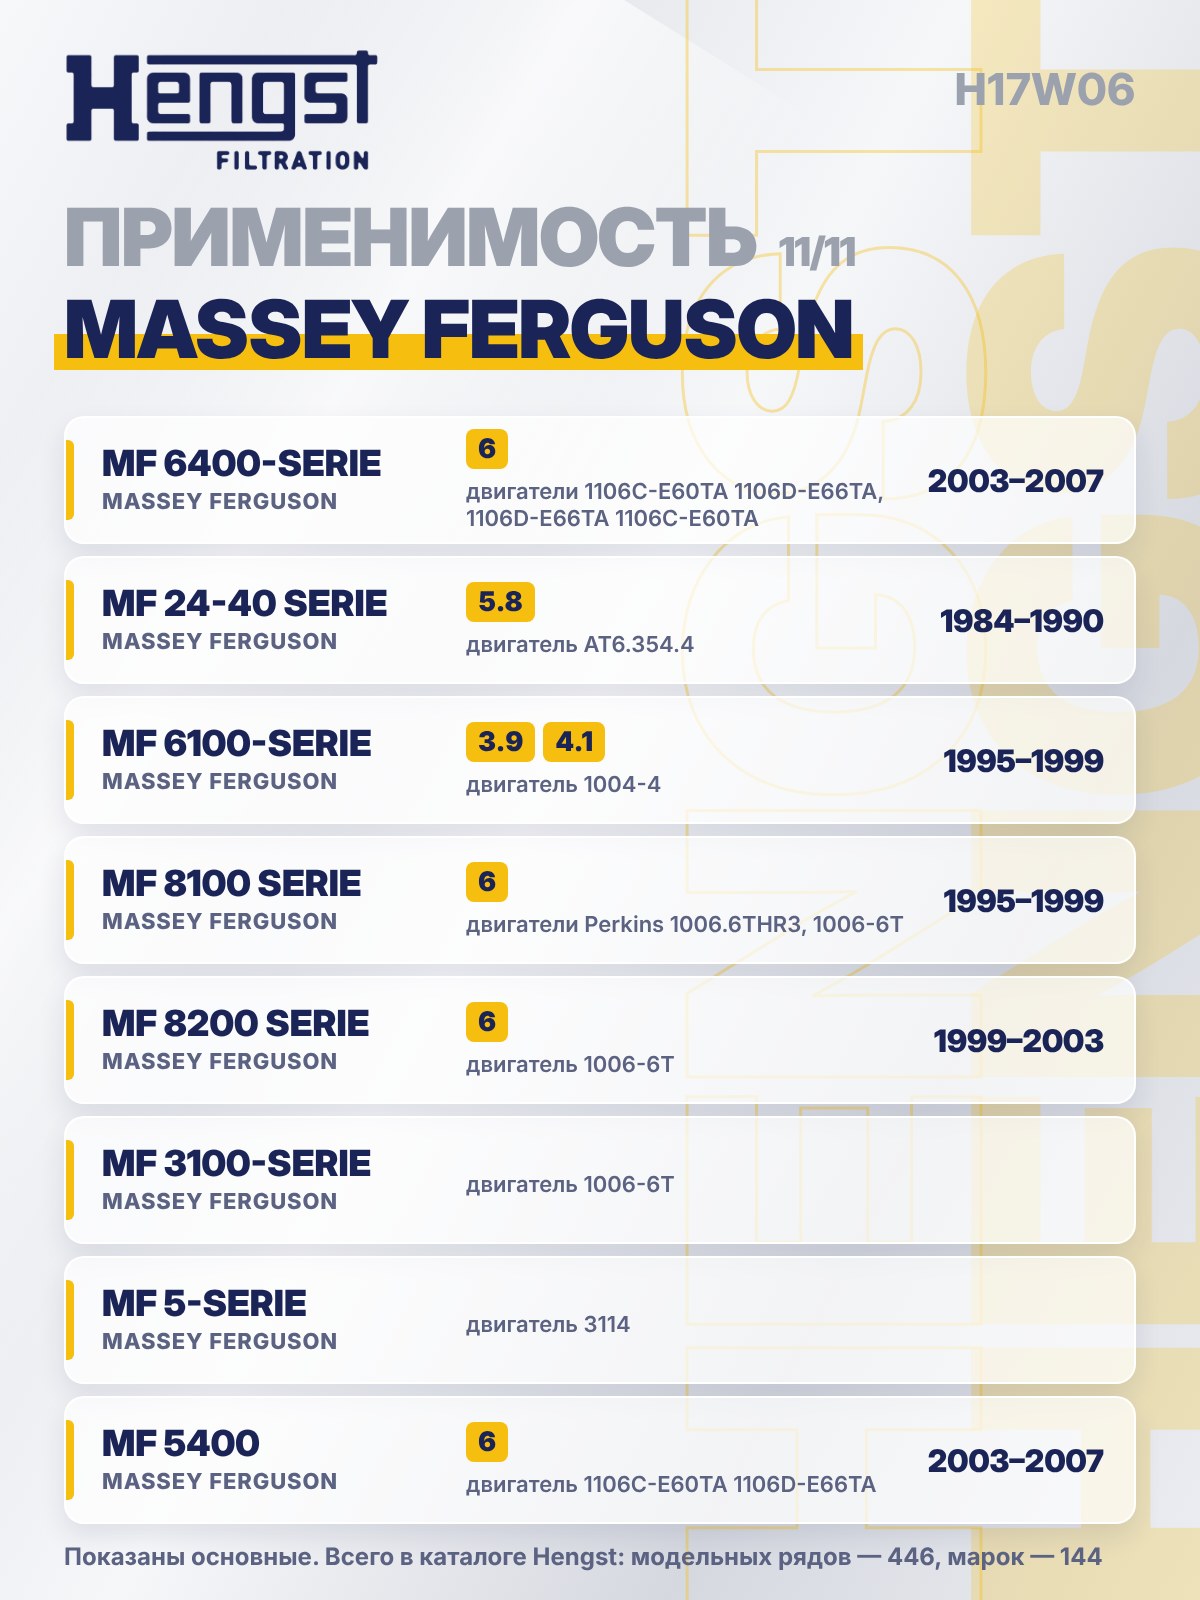 Hengst
FILTRATION
H17W06
ПРИМЕНИМОСТЬ 11/11
MASSEY FERGUSON
MF 6400-SERIE
MASSEY FERGUSON
6
двигатели 1106C-E60TA 1106D-E66TA,
1106D-E66TA 1106C-E60TA
2003–2007
MF 24-40 SERIE
MASSEY FERGUSON
5.8
двигатель AT6.354.4
1984–1990
MF 6100-SERIE
MASSEY FERGUSON
3.9 4.1
двигатель 1004-4
1995–1999
MF 8100 SERIE
MASSEY FERGUSON
6
двигатели Perkins 1006.6THR3, 1006-6T
1995–1999
MF 8200 SERIE
MASSEY FERGUSON
6
двигатель 1006-6T
1999–2003
MF 3100-SERIE
MASSEY FERGUSON
двигатель 1006-6T
MF 5-SERIE
MASSEY FERGUSON
двигатель 3114
MF 5400
MASSEY FERGUSON
6
двигатель 1106C-E60TA 1106D-E66TA
2003–2007
Показаны основные. Всего в каталоге Hengst: модельных рядов — 446, марок — 144
HENGST
HENGST